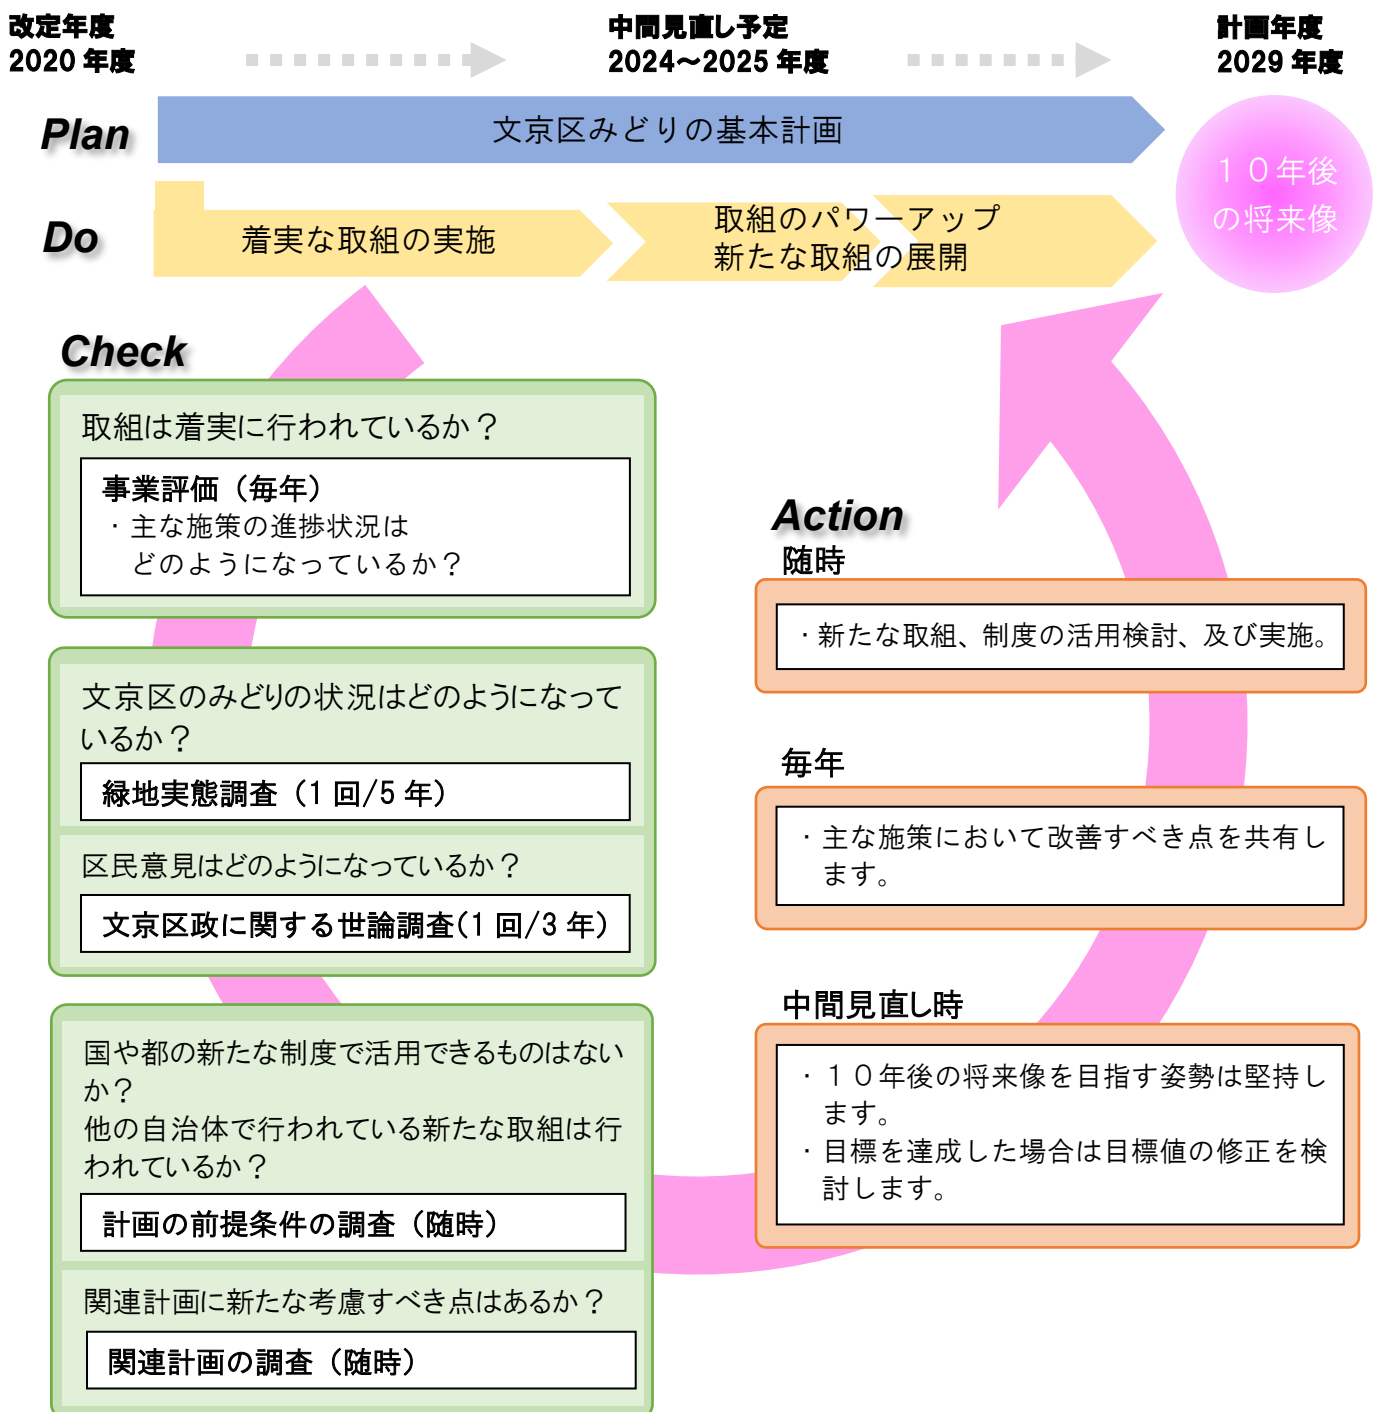 改定年度
2020 年度
中間見直し予定
2024～2025 年度
計画年度
2029 年度
Plan
文京区みどりの基本計画
１０年後
の将来像
Do
着実な取組の実施
取組のパワーアップ
新たな取組の展開
Check
取組は着実に行われているか？
事業評価（毎年）
・主な施策の進捗状況は
どのようになっているか？
文京区のみどりの状況はどのようになって
いるか？
緑地実態調査（1 回/5 年）
区民意見はどのようになっているか？
文京区政に関する世論調査(1 回/3 年)
国や都の新たな制度で活用できるものはない
か？
他の自治体で行われている新たな取組は行
われているか？
計画の前提条件の調査（随時）
関連計画に新たな考慮すべき点はあるか？
関連計画の調査（随時）
Action
随時
・新たな取組、制度の活用検討、及び実施。
毎年
・主な施策において改善すべき点を共有し
ます。
中間見直し時
・１０年後の将来像を目指す姿勢は堅持し
ます。
・目標を達成した場合は目標値の修正を検
討します。